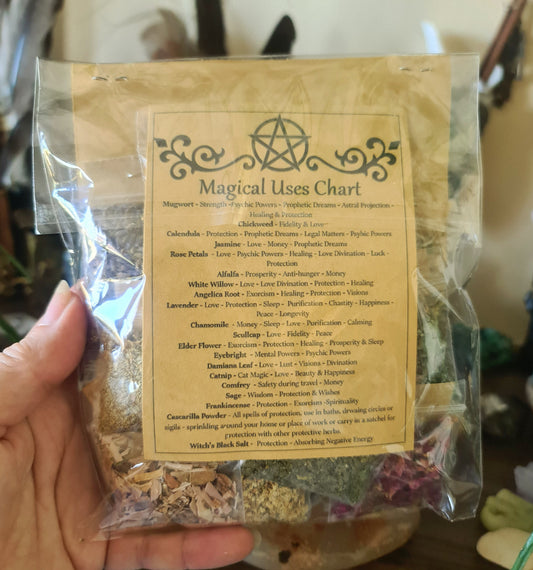 Magical Uses Chart
Mugwort - Strength -Psychic Powers - Prophetic Dreams - Astral Projection -
Healing & Protection
Chickweed - Fidelity & Love
Calendula - Protection - Prophetic Dreams - Legal Matters - Psyhic Powers
Jasmine - Love - Money - Prophetic Dreams
Rose Petals - Love - Psychic Powers - Healing - Love Divination - Luck -
Protection
Alfalfa - Prosperity - Anti-hunger - Money
White Willow - Love - Love Divination - Protection - Healing
Angelica Root - Exorcism - Healing - Protection - Visions
Lavender - Love - Protection - Sleep - Purification - Chastity - Happiness -
Peace - Longevity
Chamomile - Money - Sleep - Love - Purification - Calming
Scullcap - Love - Fidelity - Peace
Elder Flower - Exorcism - Protection - Healing - Prosperity & Sleep
Eyebright - Mental Powers - Psychic Powers
Damiana Leaf - Love - Lust - Visions - Divination
Catnip - Cat Magic - Love - Beauty & Happiness
Comfrey - Safety during travel - Money
Sage - Wisdom - Protection & Wishes
Frankincense - Protection - Exorcism -Spirituality
Cascarilla Powder - All spells of protection, use in baths, drwaing circles or
sigils - sprinkling around your home or place of work or carry in a satchel for
protection with other protective herbs.
Witch's Black Salt - Protection - Absorbing Negative Energy